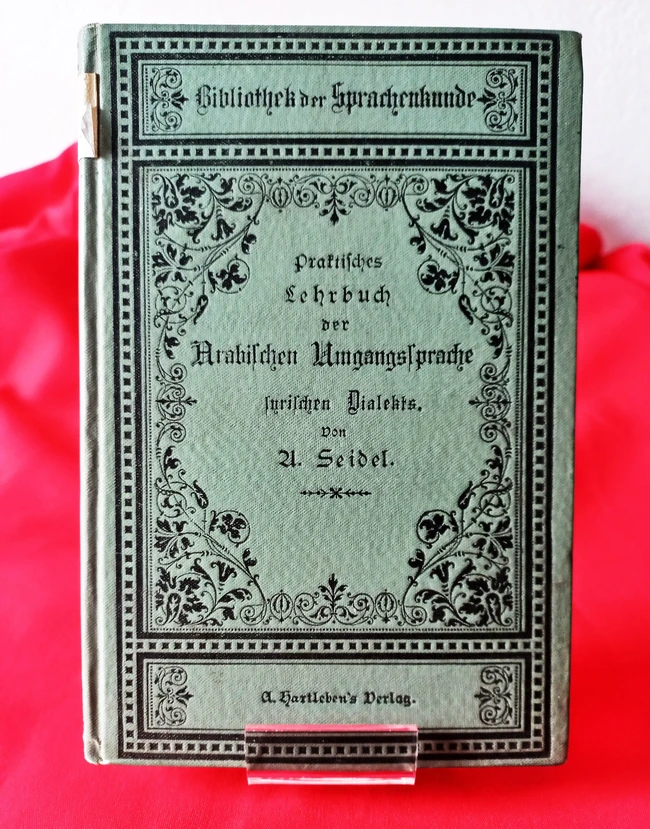 Bibliothek der Sprachenkunde
Praktisches
Lehrbuch
der
Arabischen Umgangssprache
syrischen Dialekts.
Von
A. Seidel.
A. Hartleben's Verlag.